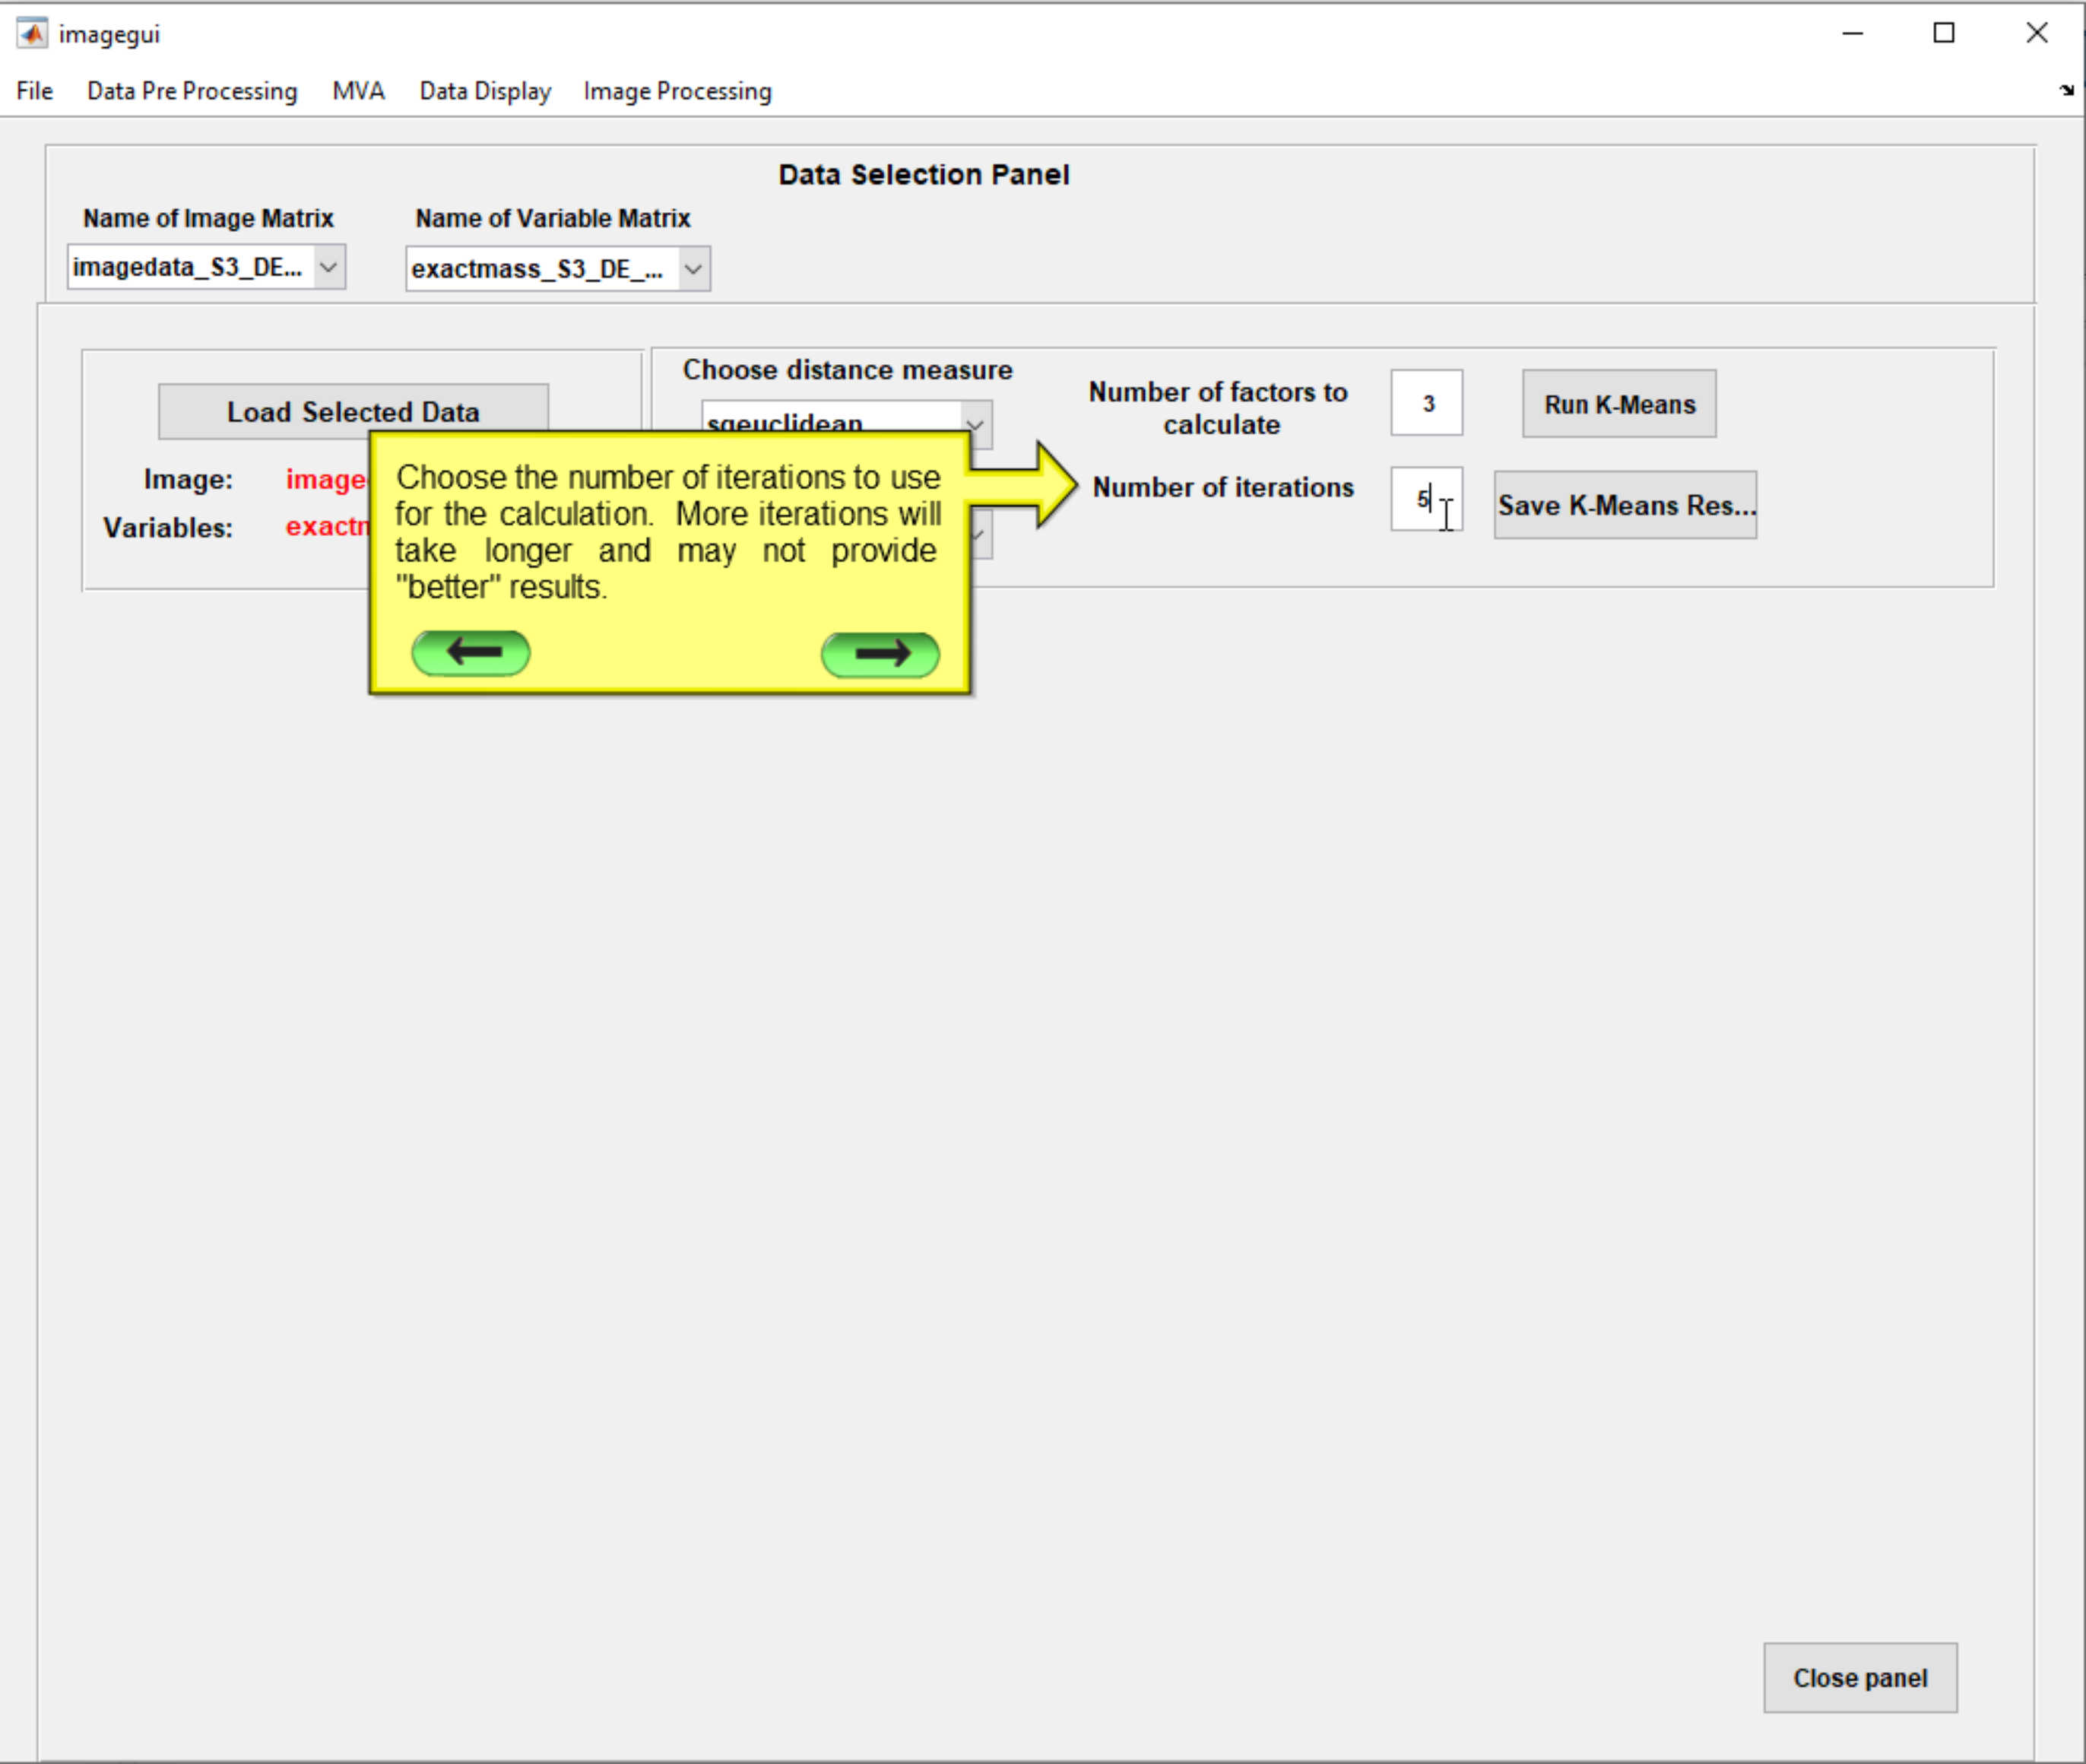 imagegui
File Data Pre Processing MVA Data Display Image Processing
Data Selection Panel
Name of Image Matrix Name of Variable Matrix
imagedata_S3_DE... exactmass_S3_DE_...
Choose distance measure
Number of factors to
calculate
3
Run K-Means
Load Selected Data
sqeuclidean
Image: image
Variables: exactn
Choose the number of iterations to use
for the calculation. More iterations will
take longer and may not provide
"better" results.
Number of iterations
5
Save K-Means Res...
Close panel